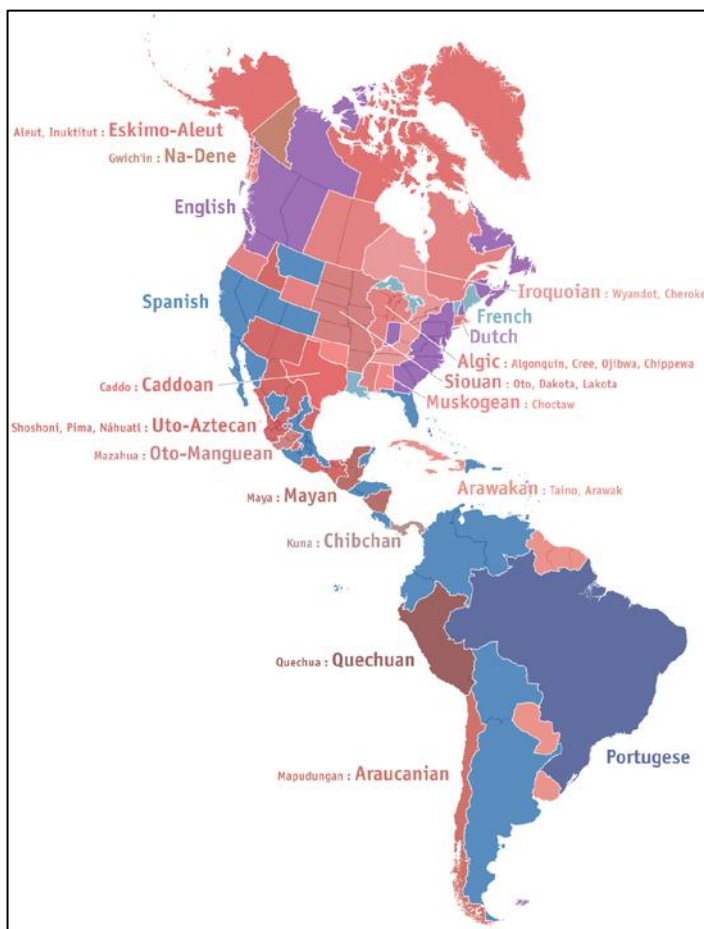 Aleut, Inuktitut : Eskimo-Aleut
Gwich'in : Na-Dene
English
Spanish
Iroquoian : Wyandot, Cheroke
French
Dutch
Algic : Algonquin, Cree, Ojibwa, Chippewa
Siouan : Oto, Dakota, Lakota
Caddo : Caddoan
Muskogean : Choctaw
Shoshoni, Pima, Náhuatl : Uto-Aztecan
Mazahua : Oto-Manguean
Maya : Mayan
Arawakan : Taino, Arawak
Kuna : Chibchan
Quechua : Quechuan
Portugese
Mapudungan : Araucanian